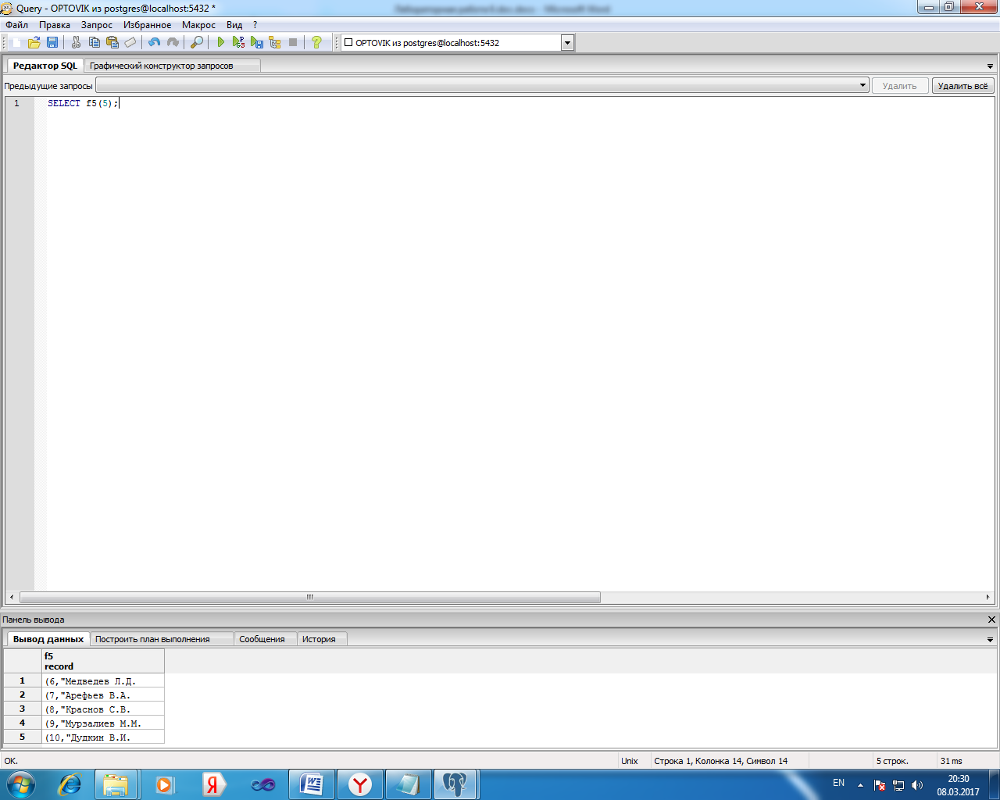 Query - OPTOVIK из postgres@localhost:5432 *
Файл Правка Запрос Избранное Макрос Вид ?
OPTOVIK из postgres@localhost:5432
Редактор SQL Графический конструктор запросов
Предыдущие запросы Удалить Удалить всё
1 SELECT f5(5);
Панель вывода
Вывод данных Построить план выполнения Сообщения История
f5
record
1 (6,"Медведев Л.Д.
2 (7,"Арефьев В.А.
3 (8,"Краснов С.В.
4 (9,"Мурзалиев М.М.
5 (10,"Дудкин В.И.
OK. Unix Строка 1, Колонка 14, Символ 14 5 строк. 31 ms
EN 20:30
08.03.2017